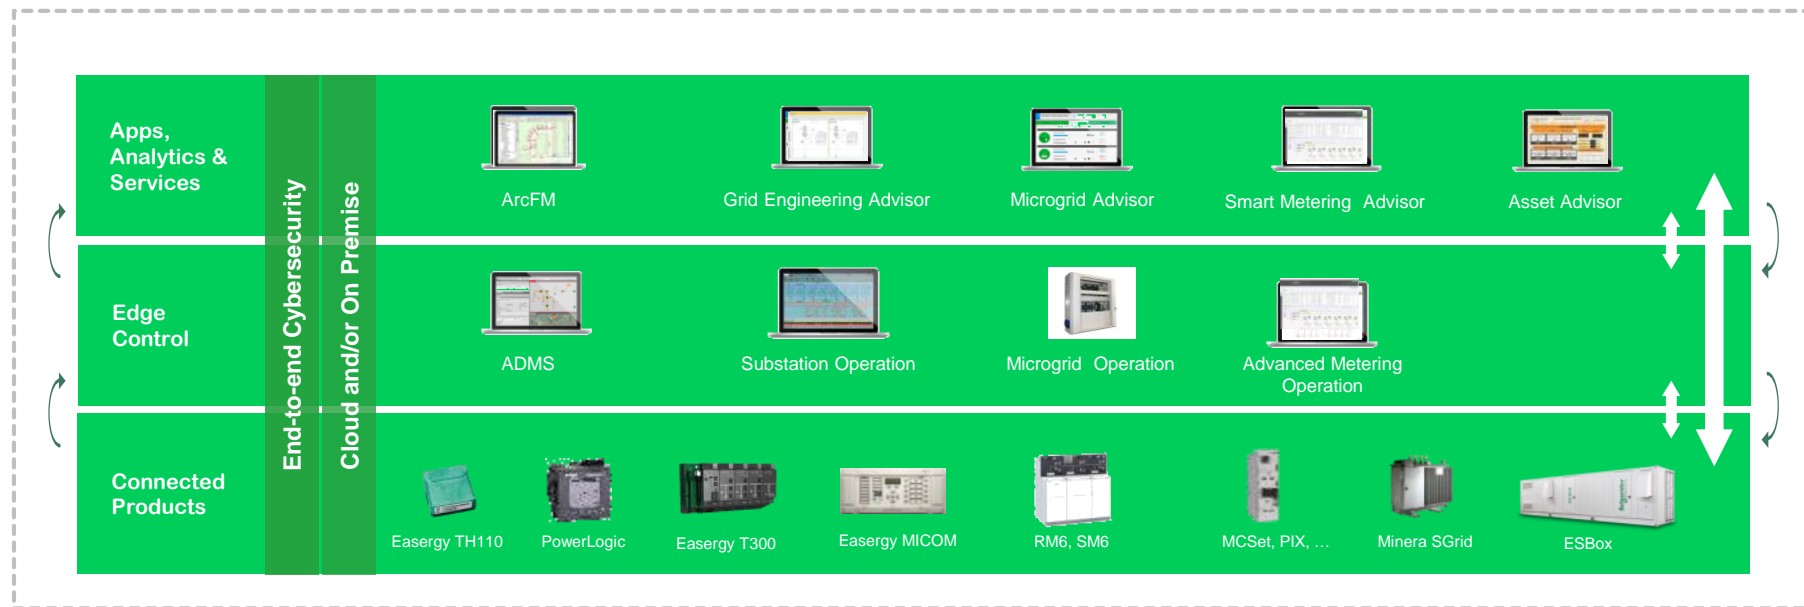 Apps,
Analytics &
Services
End-to-end Cybersecurity
Cloud and/or On Premise
ArcFM
Grid Engineering Advisor
Microgrid Advisor
Smart Metering Advisor
Asset Advisor
Edge
Control
ADMS
Substation Operation
Microgrid Operation
Advanced Metering
Operation
Connected
Products
Easergy TH110
PowerLogic
Easergy T300
Easergy MICOM
RM6, SM6
MCSet, PIX, ...
Minera SGrid
ESBox
Schneider